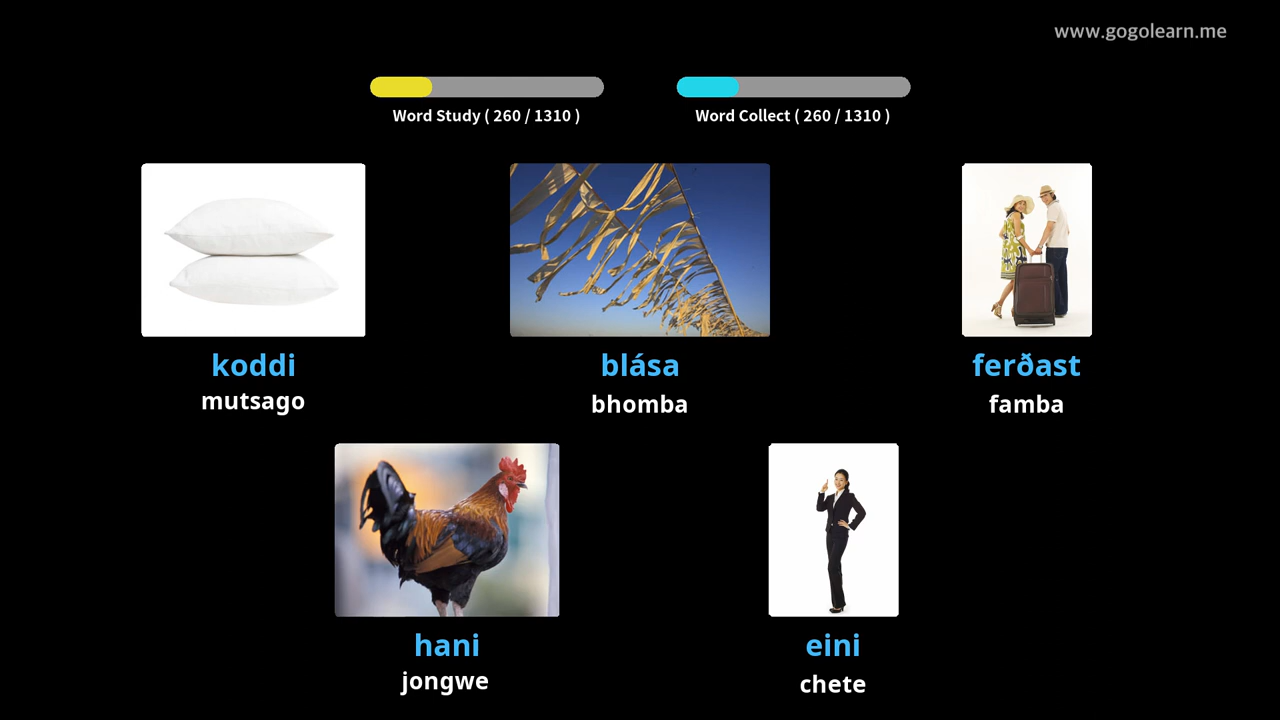 www.gogolearn.me
Word Study ( 260 / 1310 )
Word Collect ( 260 / 1310 )
koddi
mutsago
blása
bhomba
ferðast
famba
hani
jongwe
eini
chete